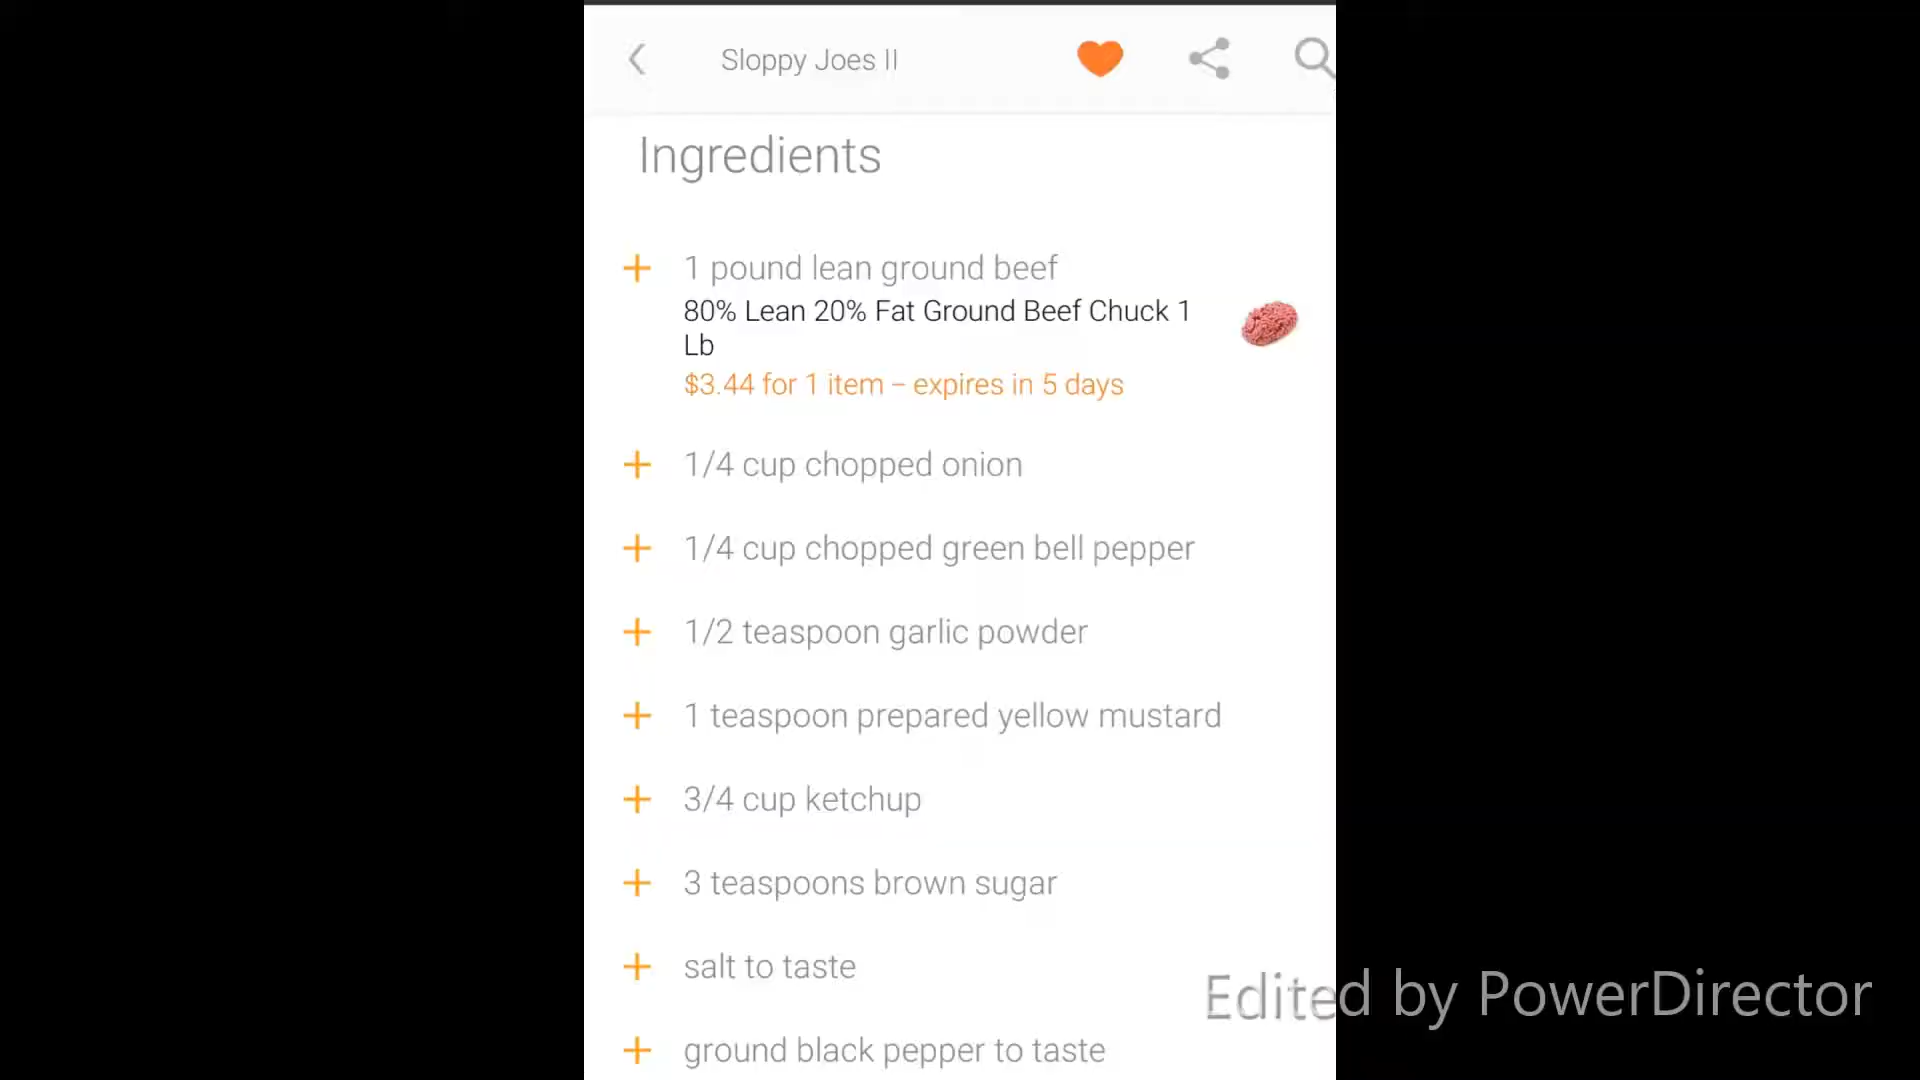 Sloppy Joes II
Ingredients
1 pound lean ground beef
80% Lean 20% Fat Ground Beef Chuck 1
Lb
$3.44 for 1 item – expires in 5 days
1/4 cup chopped onion
1/4 cup chopped green bell pepper
1/2 teaspoon garlic powder
1 teaspoon prepared yellow mustard
3/4 cup ketchup
3 teaspoons brown sugar
salt to taste
ground black pepper to taste
Edited by PowerDirector